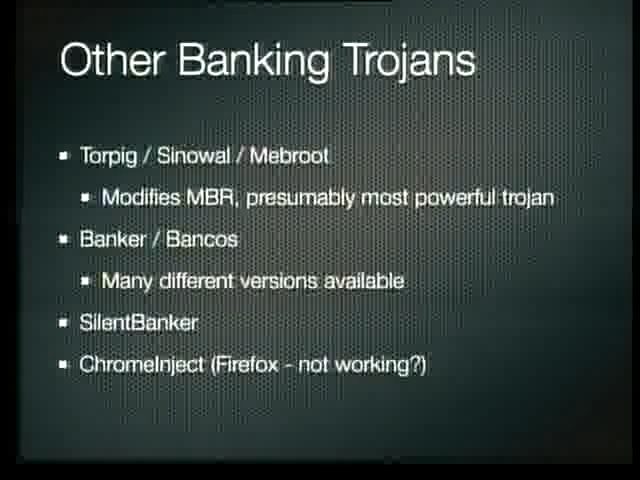 Other Banking Trojans
Torpig / Sinowal / Mebroot
Modifies MBR, presumably most powerful trojan
Banker / Bancos
Many different versions available
SilentBanker
ChromeInject (Firefox - not working?)